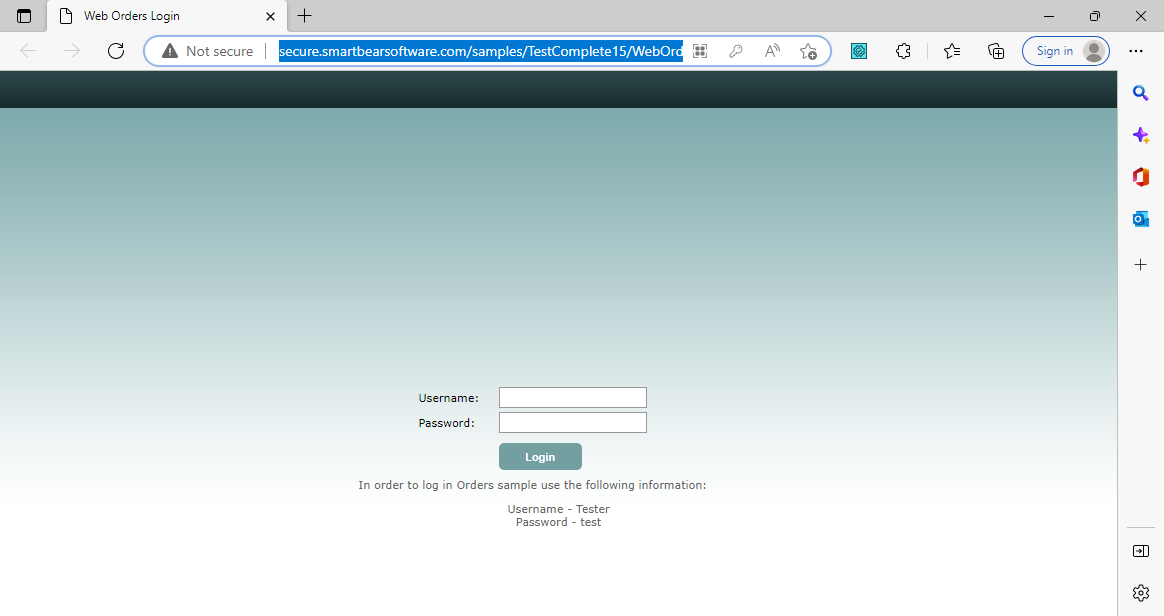 Web Orders Login
Not secure
secure.smartbearsoftware.com/samples/TestComplete15/WebOrd
Sign in
Username:
Password:
Login
In order to log in Orders sample use the following information:
Username - Tester
Password - test